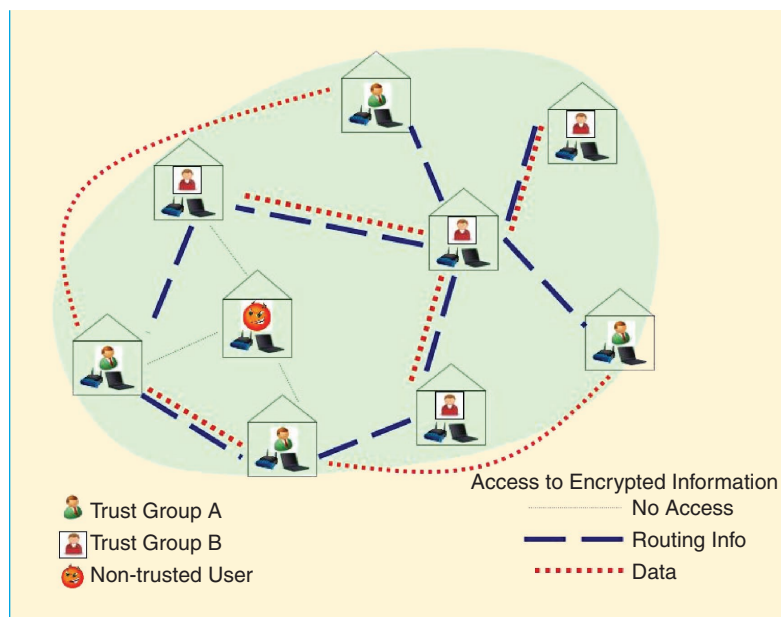 Access to Encrypted Information
No Access
Routing Info
Data
Trust Group A
Trust Group B
Non-trusted User